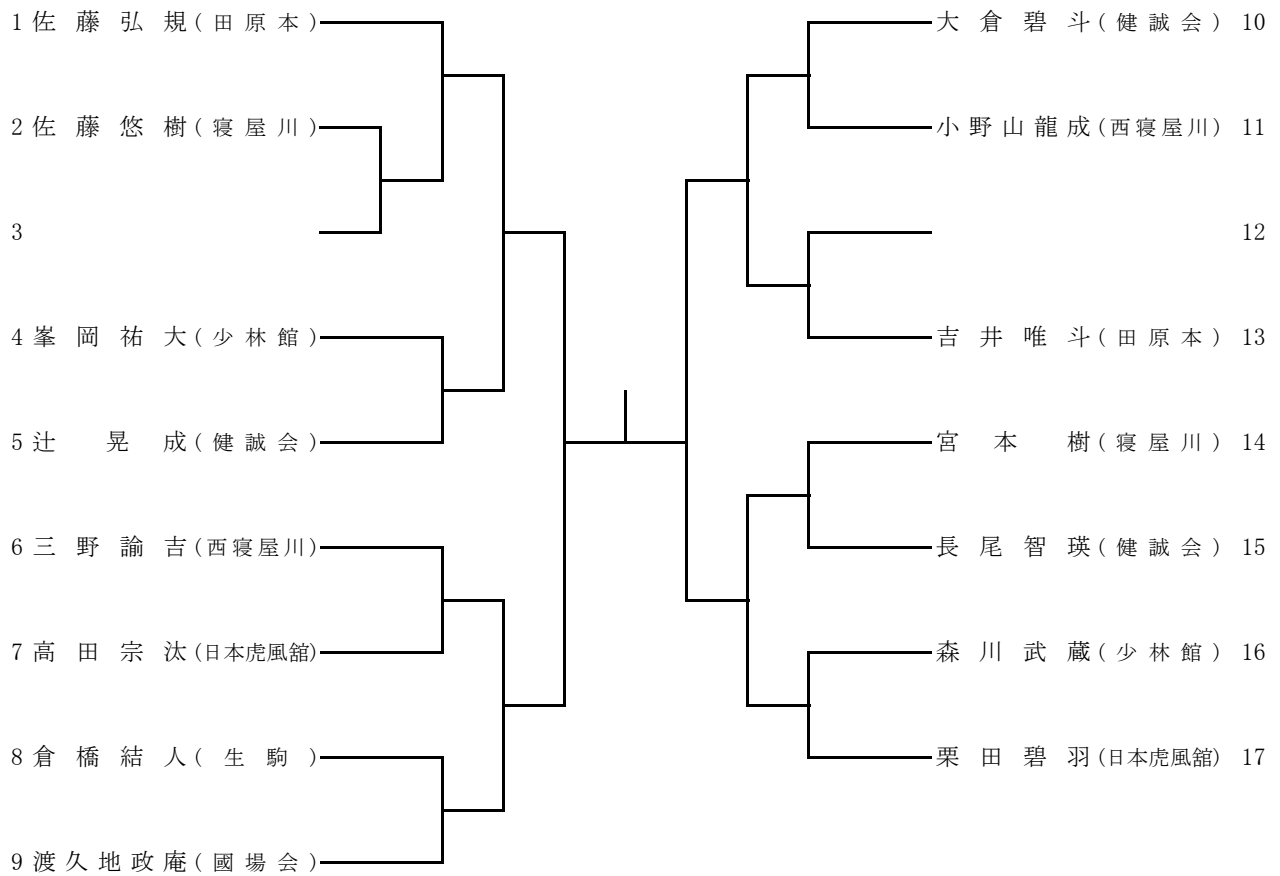 1 佐藤弘規(田原本)
2 佐藤悠樹(寝屋川)
3
4 峯岡祐大(少林館)
5 辻晃成(健誠会)
6 三野諭吉(西寝屋川)
7 高田宗汰(日本虎風舘)
8 倉橋結人(生駒)
9 渡久地政庵(國場会)
大倉碧斗(健誠会) 10
小野山龍成(西寝屋川) 11
12
吉井唯斗(田原本) 13
宮本樹(寝屋川) 14
長尾智瑛(健誠会) 15
森川武蔵(少林館) 16
栗田碧羽(日本虎風舘) 17